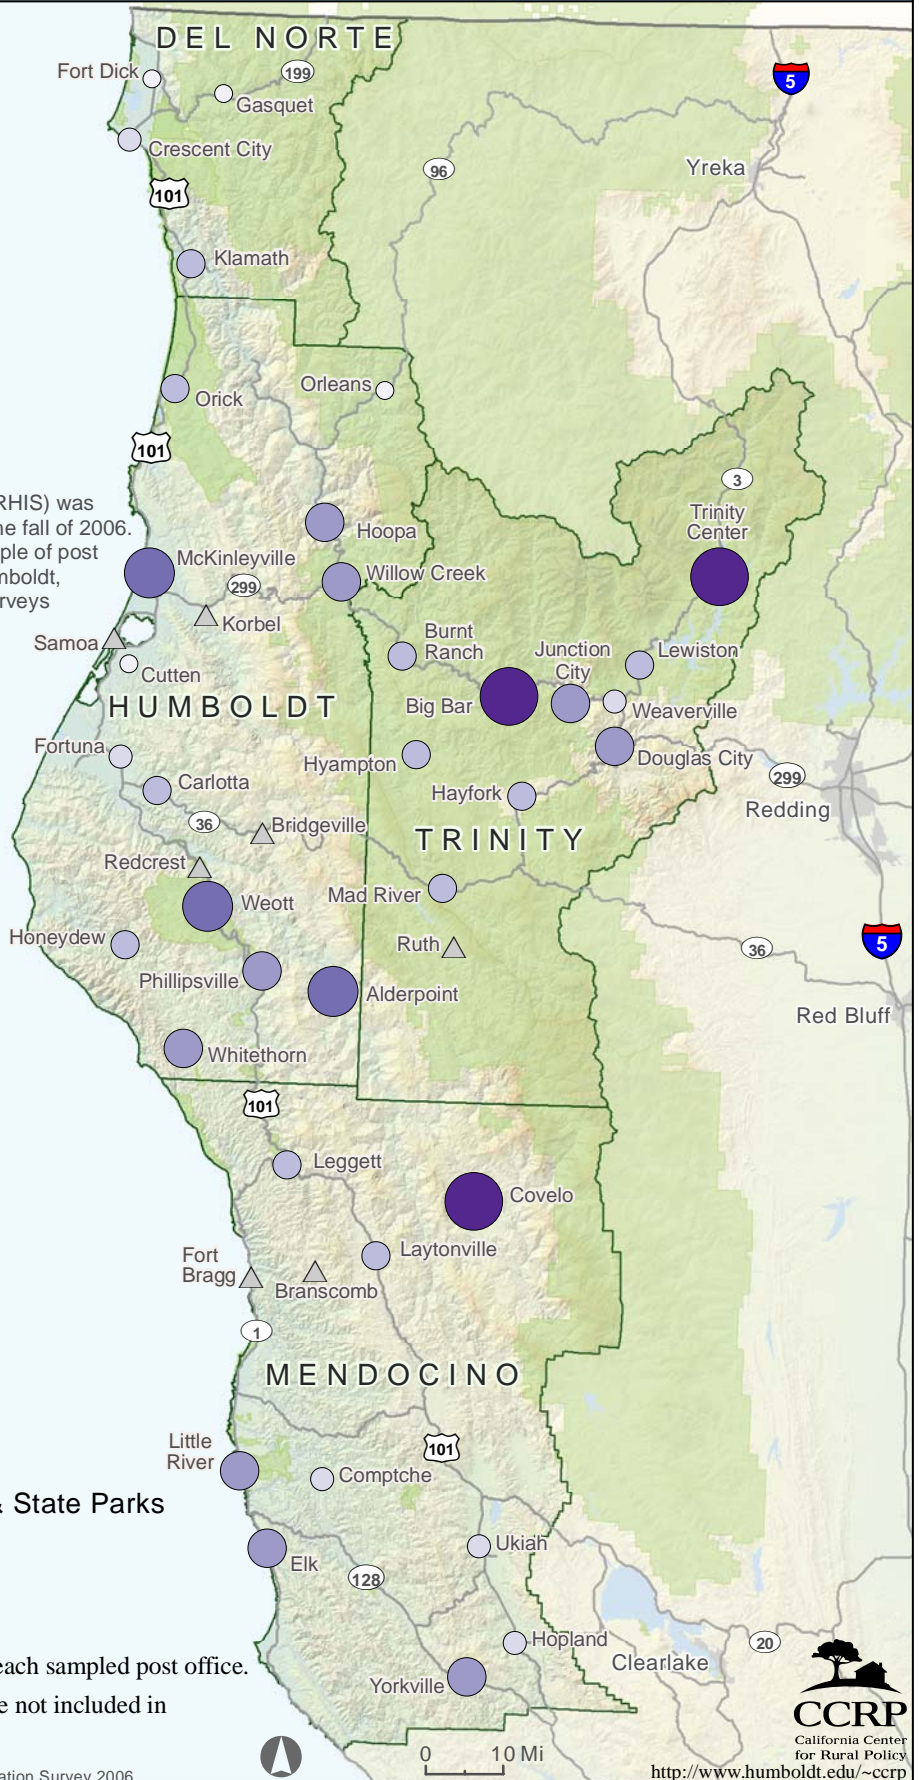 DEL NORTE
Fort Dick
199
5
Gasquet
Crescent City
96
Yreka
101
Klamath
Orleans
Orick
101
3
RHIS) was
Trinity
Center
ne fall of 2006.
Hoopa
ple of post
McKinleyville
mboldt,
299
Willow Creek
rveys
Korbel
Burnt
Ranch
Samoa
Junction
City
Lewiston
Cutten
HUMBOLDT
Big Bar
Weaverville
Fortuna
Hyampton
Douglas City
Carlotta
299
Hayfork
Redding
36
Bridgeville
TRINITY
Redcrest
Mad River
Weott
Honeydew
Ruth
36
5
Phillipsville
Alderpoint
Red Bluff
Whitethorn
101
Leggett
Covelo
Laytonville
Fort
Bragg
Branscomb
1
MENDOCINO
Little
River
101
Comptche
& State Parks
Ukiah
Elk
128
Hopland
20
Clearlake
each sampled post office.
Yorkville
e not included in
CCRP
California Center
for Rural Policy
0 10 Mi
http://www.humboldt.edu/~ccrp
ation Survey 2006